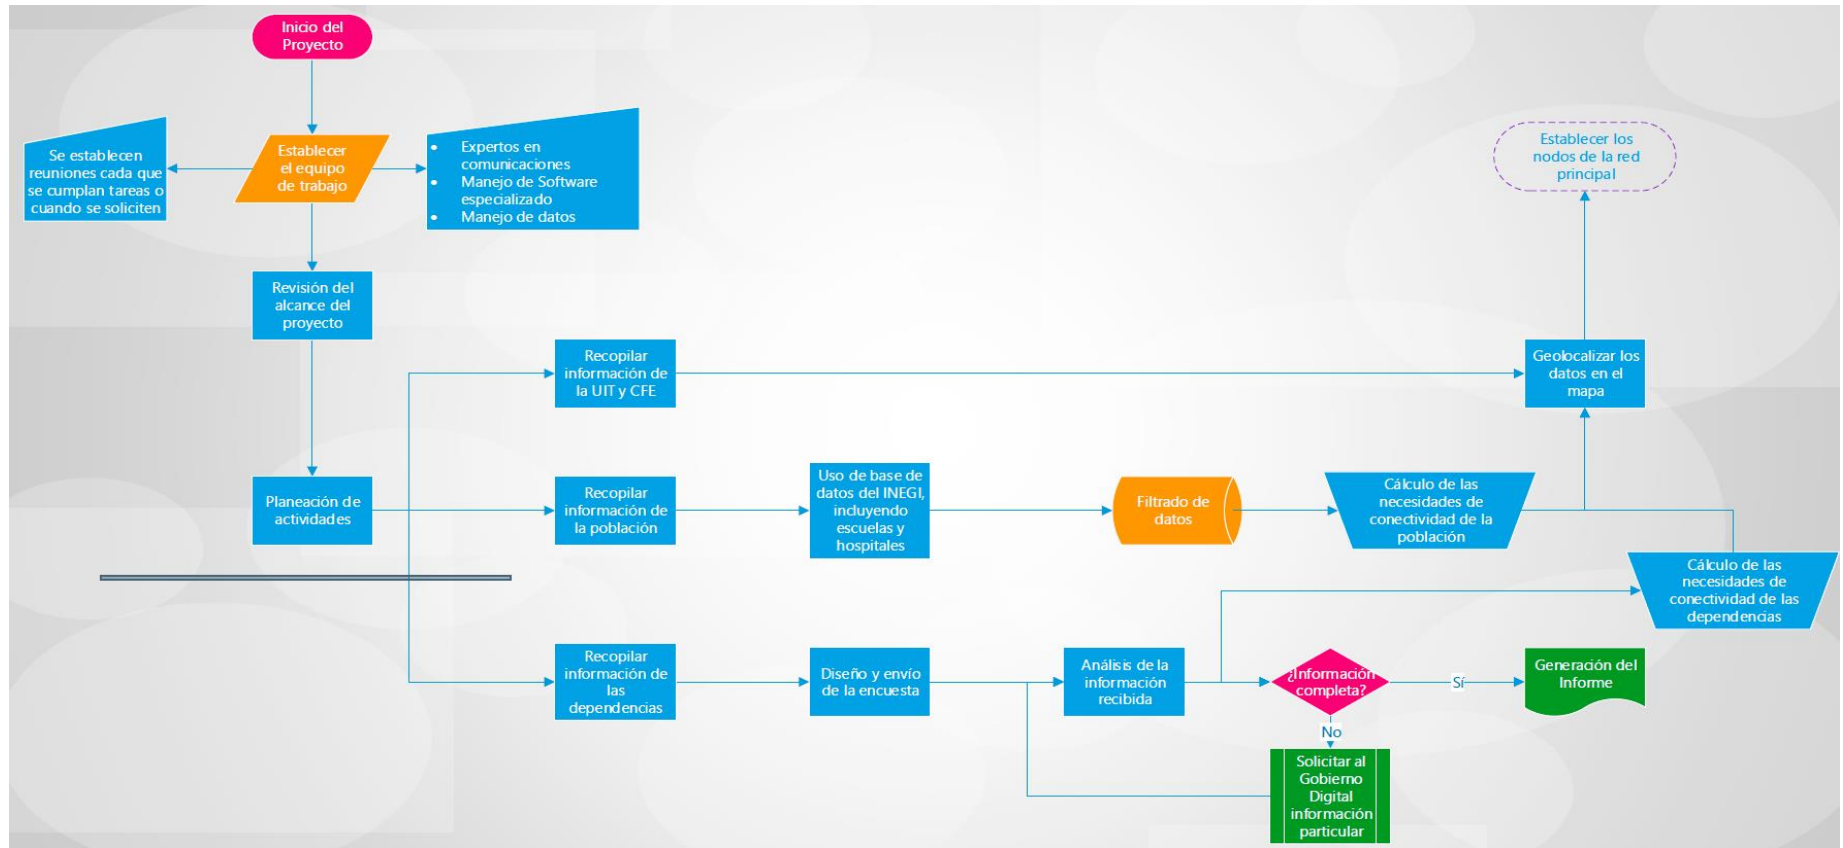 Inicio del
Proyecto
Se establecen
reuniones cada que
se cumplan tareas o
cuando se soliciten
Establecer
el equipo
de trabajo
• Expertos en
comunicaciones
• Manejo de Software
especializado
• Manejo de datos
Establecer los
nodos de la red
principal
Revisión del
alcance del
proyecto
Recopilar
información de
la UIT y CFE
Geolocalizar los
datos en el
mapa
Planeación de
actividades
Recopilar
información de
la población
Uso de base de
datos del INEGI,
incluyendo
escuelas y
hospitales
Filtrado de
datos
Cálculo de las
necesidades de
conectividad de la
población
Cálculo de las
necesidades de
conectividad de las
dependencias
Recopilar
información de
las
dependencias
Diseño y envío
de la encuesta
Análisis de la
información
recibida
¿Información
completa?
Sí
Generación del
Informe
No
Solicitar al
Gobierno
Digital
información
particular